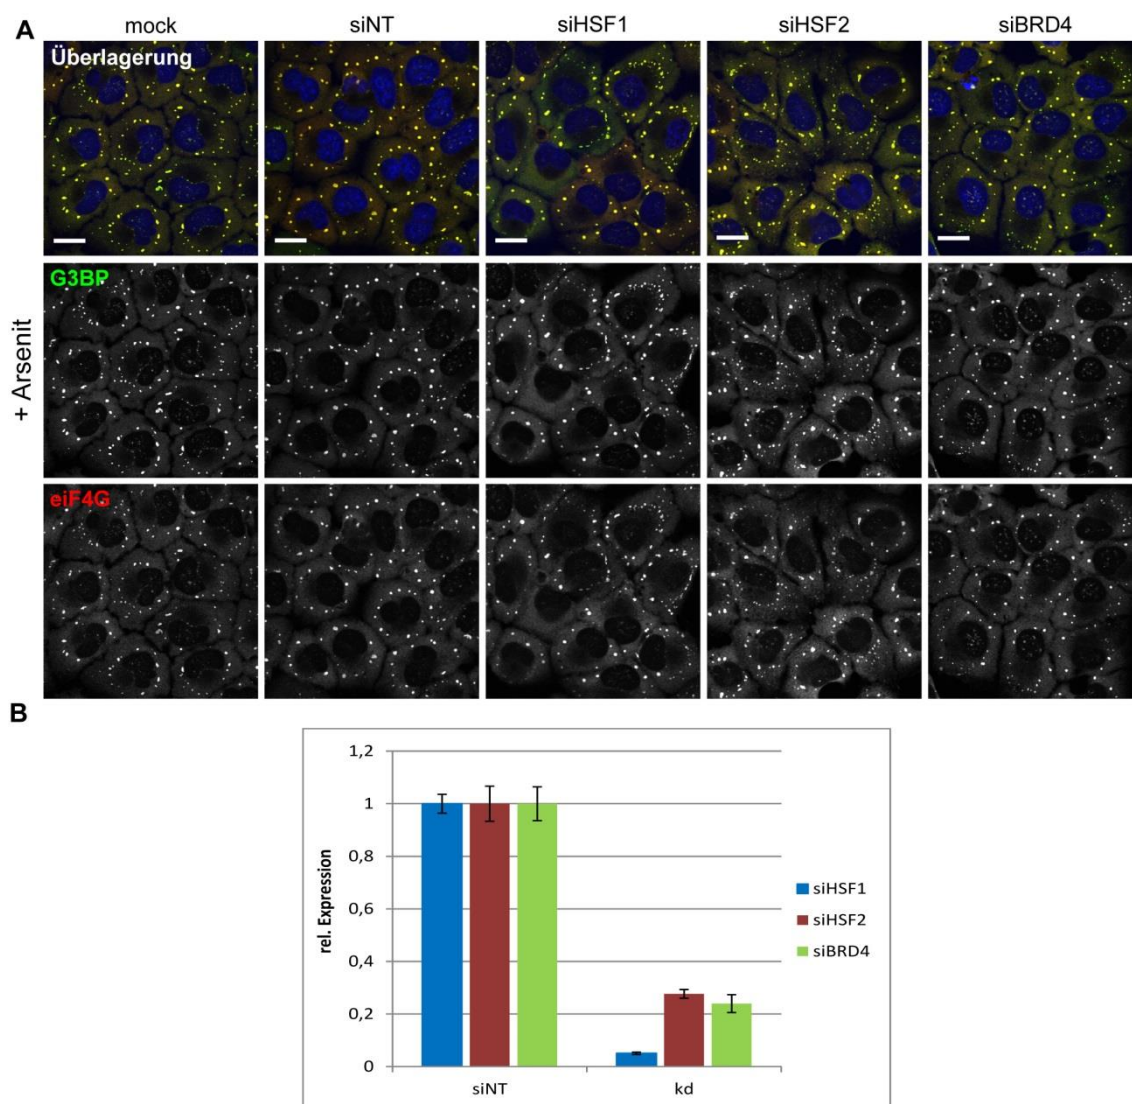 A
mock siNT siHSF1 siHSF2 siBRD4
Überlagerung
G3BP
+ Arsenit
eiF4G
B
1,2
1
0,8
0,6
0,4
0,2
0
rel. Expression
siNT kd
siHSF1
siHSF2
siBRD4